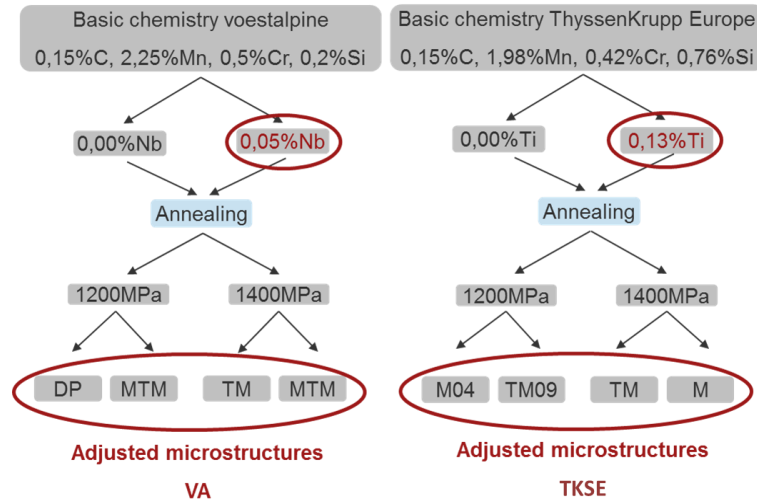 Basic chemistry voestalpine
0,15%C, 2,25%Mn, 0,5%Cr, 0,2%Si
0,00%Nb
0,05%Nb
Annealing
1200MPa
1400MPa
DP
MTM
TM
MTM
Adjusted microstructures
VA
Basic chemistry ThyssenKrupp Europe
0,15%C, 1,98%Mn, 0,42%Cr, 0,76%Si
0,00%Ti
0,13%Ti
Annealing
1200MPa
1400MPa
M04
TM09
TM
M
Adjusted microstructures
TKSE